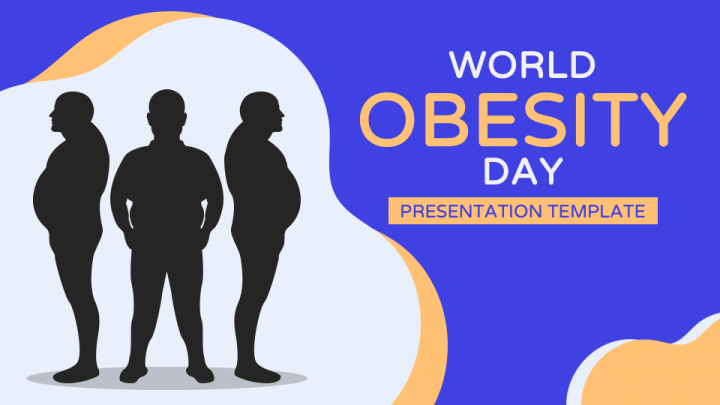 WORLD
OBESITY
DAY
PRESENTATION TEMPLATE